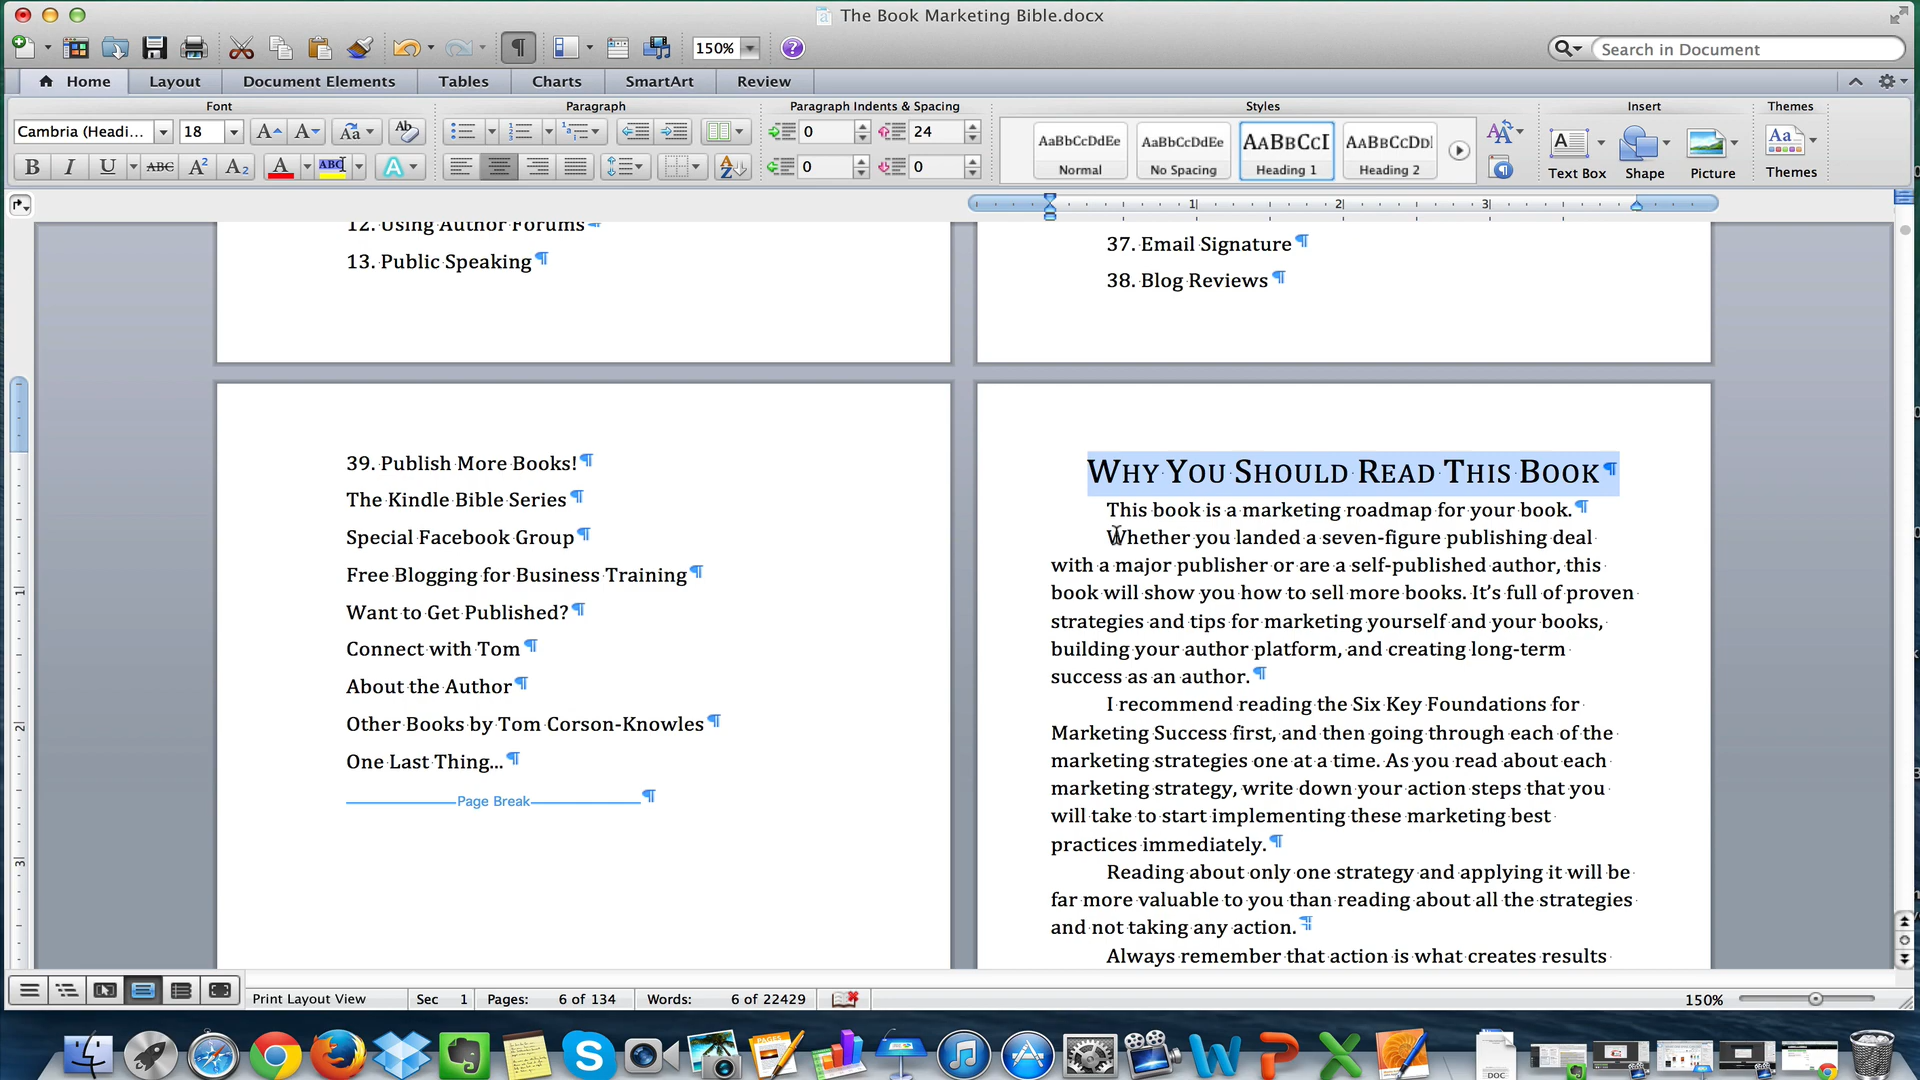 The Book Marketing Bible.docx
150%
Search in Document
Home
Layout
Document Elements
Tables
Charts
SmartArt
Review
Font
Paragraph
Paragraph Indents & Spacing
Styles
Insert
Themes
Cambria (Headi...
18
0
24
0
0
AaBbCcDdEe
Normal
AaBbCcDdEe
No Spacing
AaBbCcI
Heading 1
AaBbCcDdI
Heading 2
Text Box
Shape
Picture
Themes
12. Using Author Forums
13. Public Speaking
37. Email Signature
38. Blog Reviews
39. Publish More Books!
The Kindle Bible Series
Special Facebook Group
Free Blogging for Business Training
Want to Get Published?
Connect with Tom
About the Author
Other Books by Tom Corson-Knowles
One Last Thing...
Page Break
Why You Should Read This Book
This book is a marketing roadmap for your book.
Whether you landed a seven-figure publishing deal
with a major publisher or are a self-published author, this
book will show you how to sell more books. It's full of proven
strategies and tips for marketing yourself and your books,
building your author platform, and creating long-term
success as an author.
I recommend reading the Six Key Foundations for
Marketing Success first, and then going through each of the
marketing strategies one at a time. As you read about each
marketing strategy, write down your action steps that you
will take to start implementing these marketing best
practices immediately.
Reading about only one strategy and applying it will be
far more valuable to you than reading about all the strategies
and not taking any action.
Always remember that action is what creates results
Print Layout View
Sec 1
Pages: 6 of 134
Words: 6 of 22429
150%